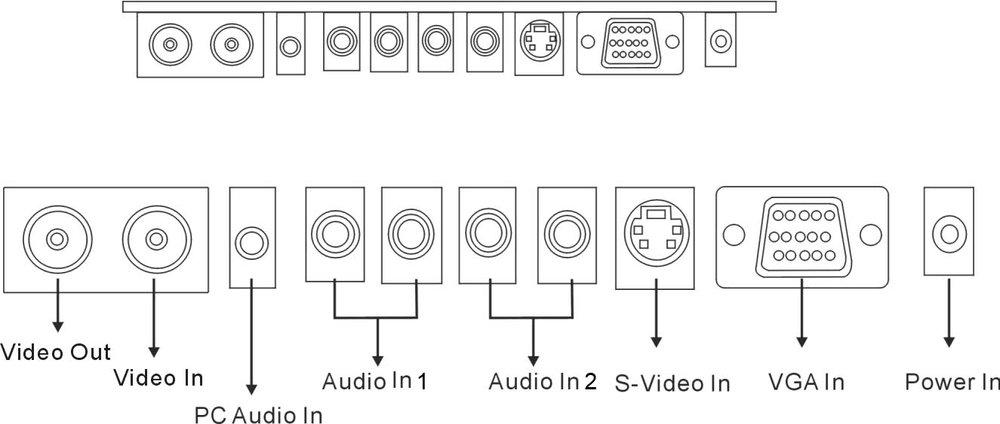 Video Out
Video In
PC Audio In
Audio In 1
Audio In 2
S-Video In
VGA In
Power In